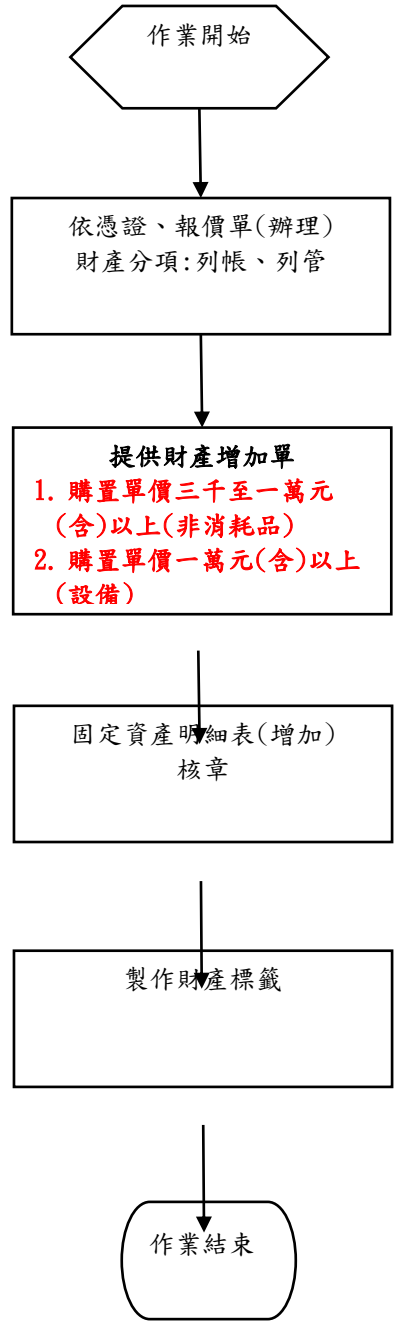 作業開始
依憑證、報價單(辦理)
財產分項:列帳、列管
提供財產增加單
1. 購置單價三千至一萬元
(含)以上(非消耗品)
2. 購置單價一萬元(含)以上
(設備)
固定資產明細表(增加)
核章
製作財產標籤
作業結束